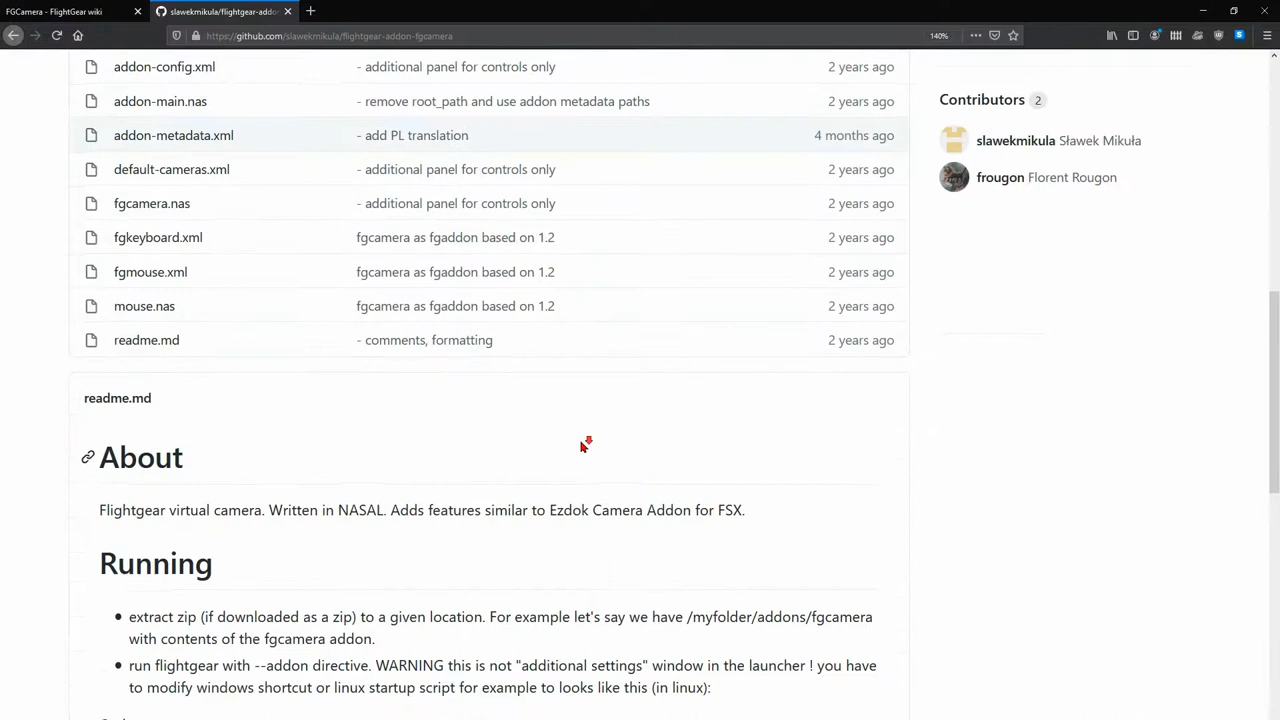 FGCamera - FlightGear wiki
slawekmikula/flightgear-addon
https://github.com/slawekmikula/flightgear-addon-fgcamera
140%
addon-config.xml - additional panel for controls only 2 years ago
addon-main.nas - remove root_path and use addon metadata paths 2 years ago
addon-metadata.xml - add PL translation 4 months ago
default-cameras.xml - additional panel for controls only 2 years ago
fgcamera.nas - additional panel for controls only 2 years ago
fgkeyboard.xml fgcamera as fgaddon based on 1.2 2 years ago
fgmouse.xml fgcamera as fgaddon based on 1.2 2 years ago
mouse.nas fgcamera as fgaddon based on 1.2 2 years ago
readme.md - comments, formatting 2 years ago
Contributors 2
slawekmikula Sławek Mikuła
frougon Florent Rougon
readme.md
About
Flightgear virtual camera. Written in NASAL. Adds features similar to Ezdok Camera Addon for FSX.
Running
• extract zip (if downloaded as a zip) to a given location. For example let's say we have /myfolder/addons/fgcamera
with contents of the fgcamera addon.
• run flightgear with --addon directive. WARNING this is not "additional settings" window in the launcher ! you have
to modify windows shortcut or linux startup script for example to looks like this (in linux):